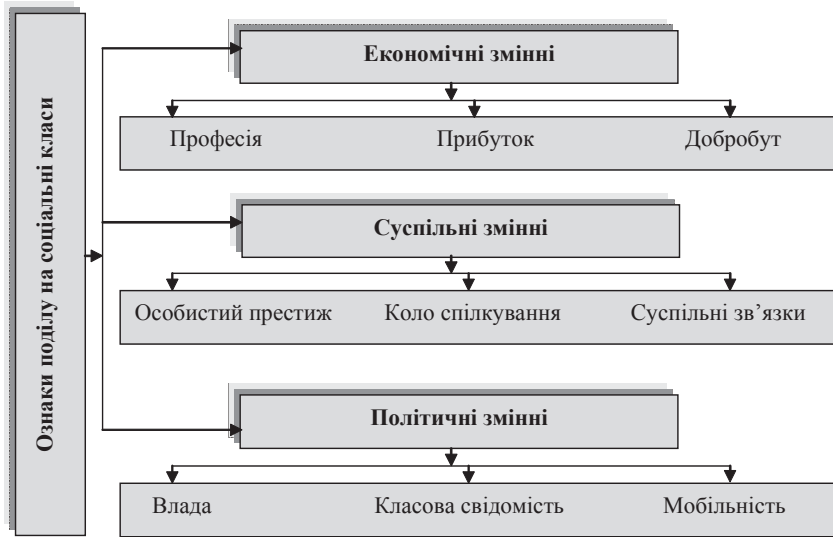 Ознаки поділу на соціальні класи
Економічні змінні
Професія Прибуток Добробут
Суспільні змінні
Особистий престиж Коло спілкування Суспільні зв’язки
Політичні змінні
Влада Класова свідомість Мобільність